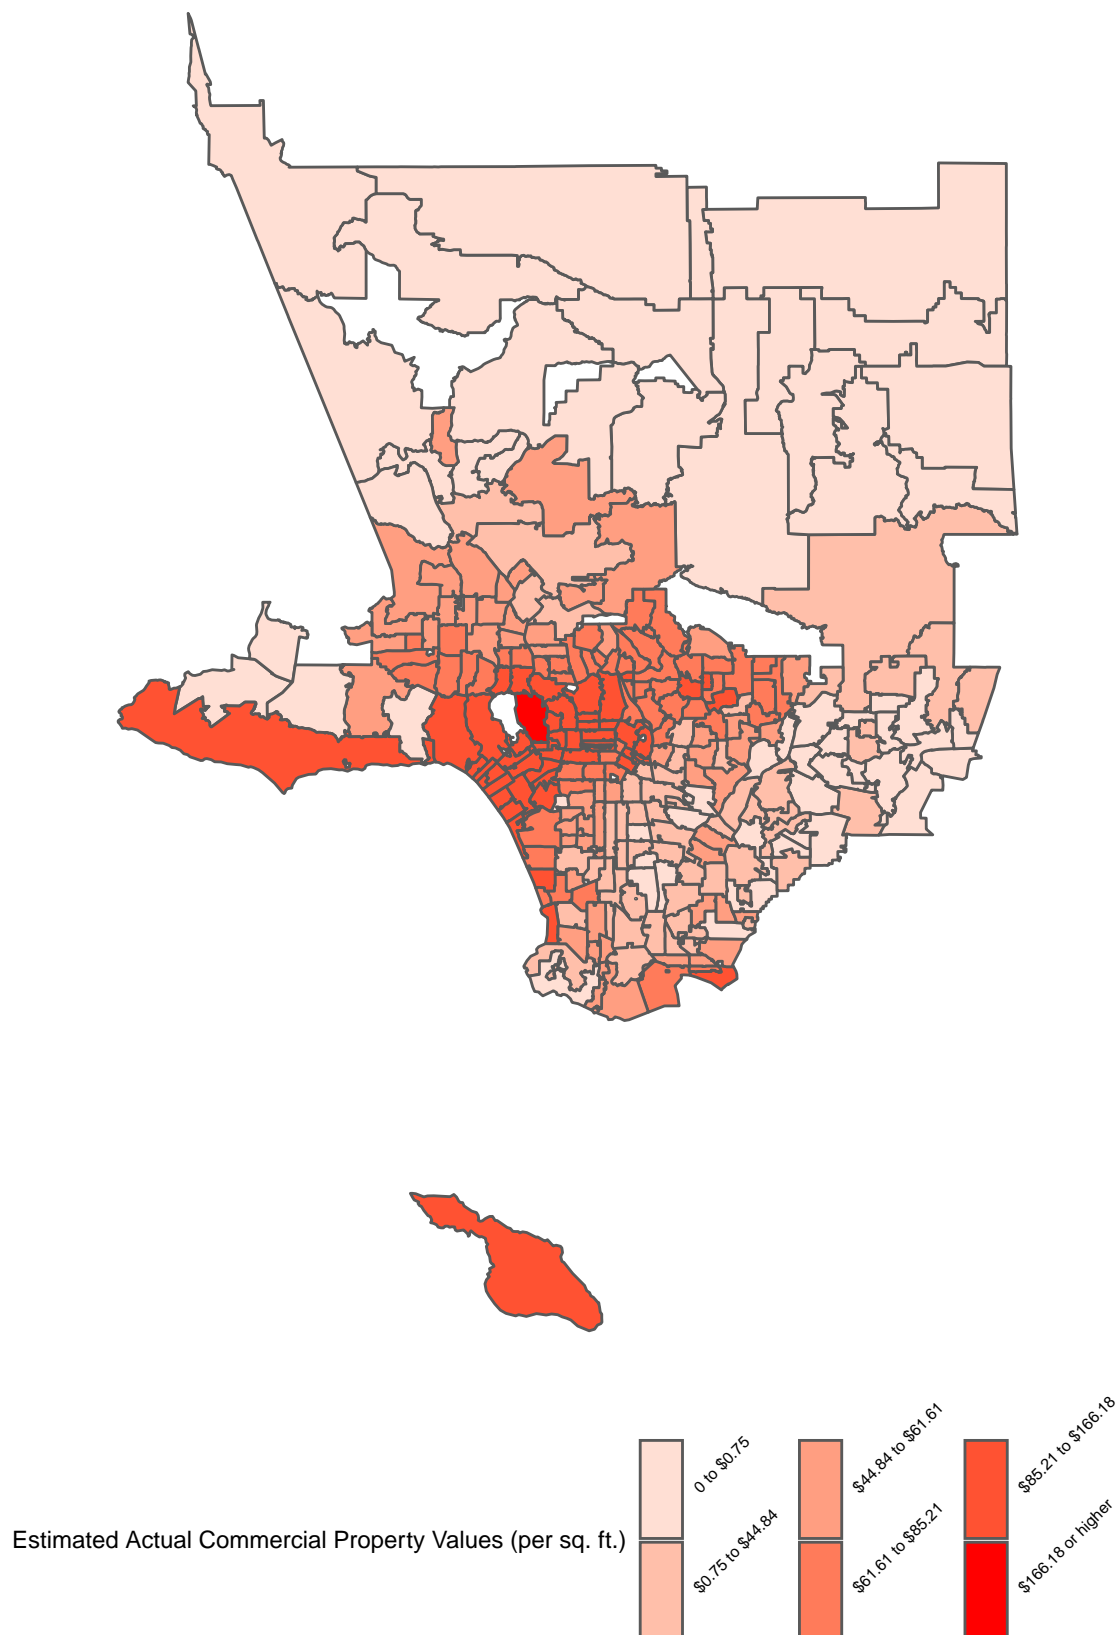 Estimated Actual Commercial Property Values (per sq. ft.)
0 to $0.75
$0.75 to $44.84
$44.84 to $61.61
$61.61 to $85.21
$85.21 to $166.18
$166.18 or higher